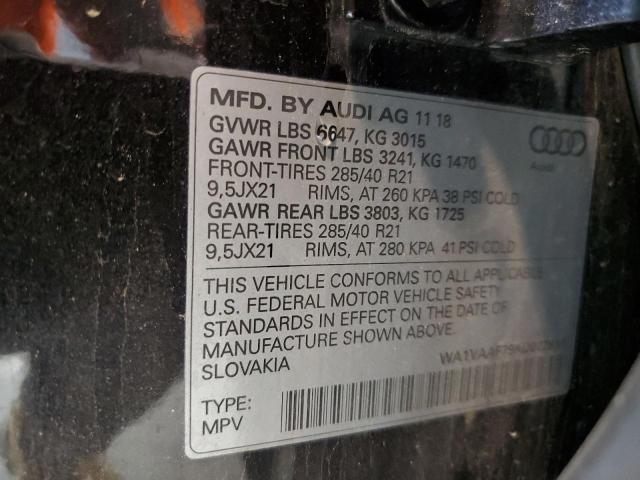 MFD. BY AUDI AG 11 18
GVWR LBS 6647, KG 3015
GAWR FRONT LBS 3241, KG 1470
FRONT-TIRES 285/40 R21
9,5JX21 RIMS, AT 260 KPA 38 PSI COLD
GAWR REAR LBS 3803, KG 1725
REAR-TIRES 285/40 R21
9,5JX21 RIMS, AT 280 KPA 41 PSI COLD
Audi
THIS VEHICLE CONFORMS TO ALL APPLICABLE
U.S. FEDERAL MOTOR VEHICLE SAFETY
STANDARDS IN EFFECT ON THE DATE OF
MANUFACTURE SHOWN ABOVE.
SLOVAKIA
TYPE:
MPV